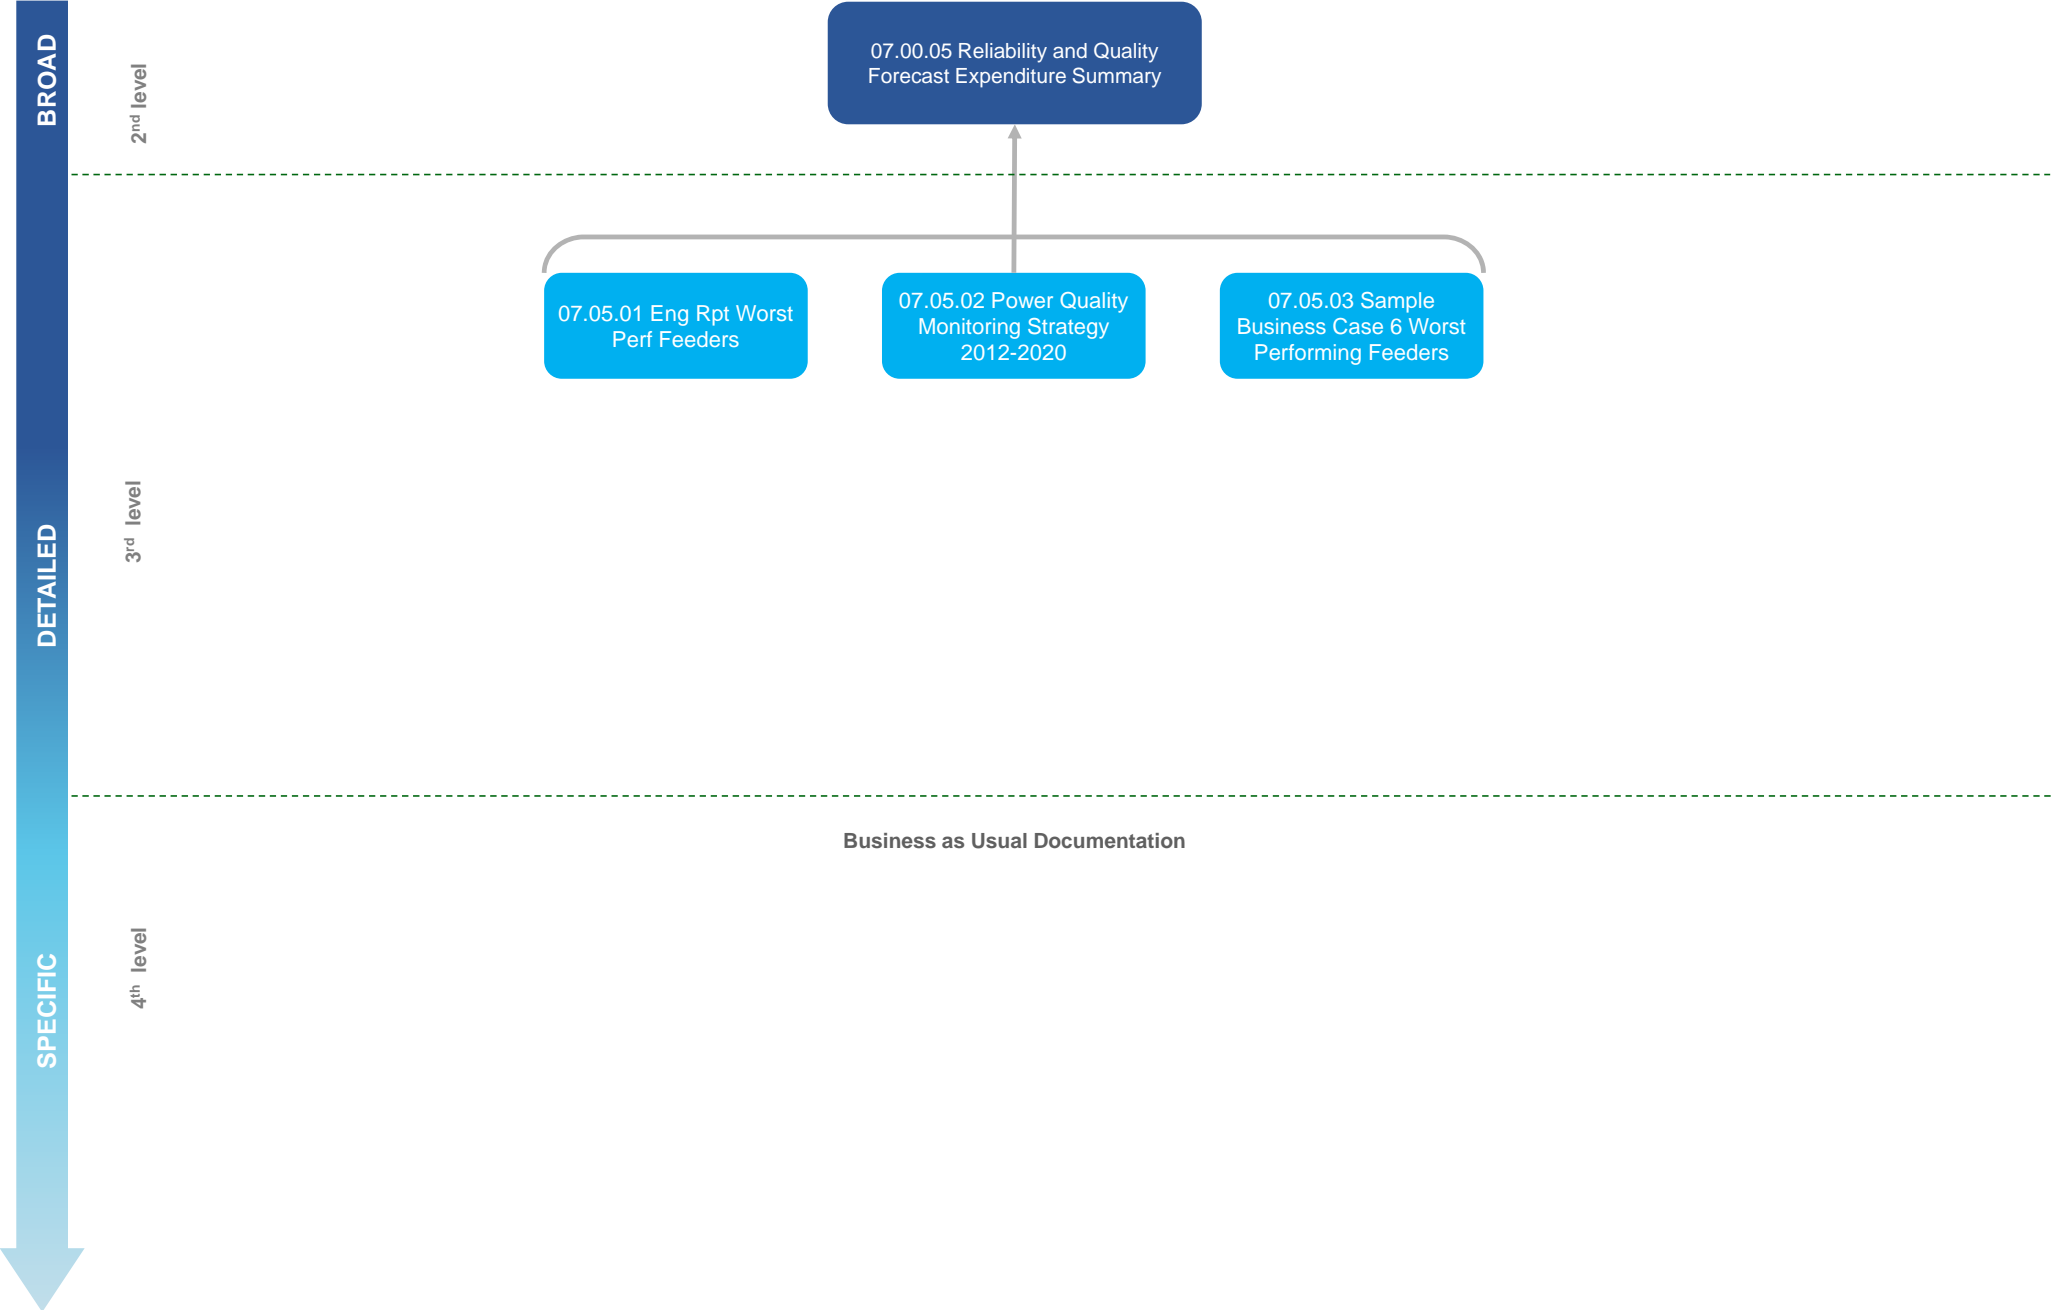 BROAD
2nd level
07.00.05 Reliability and Quality
Forecast Expenditure Summary
07.05.01 Eng Rpt Worst
Perf Feeders
07.05.02 Power Quality
Monitoring Strategy
2012-2020
07.05.03 Sample
Business Case 6 Worst
Performing Feeders
DETAILED
3rd level
Business as Usual Documentation
SPECIFIC
4th level